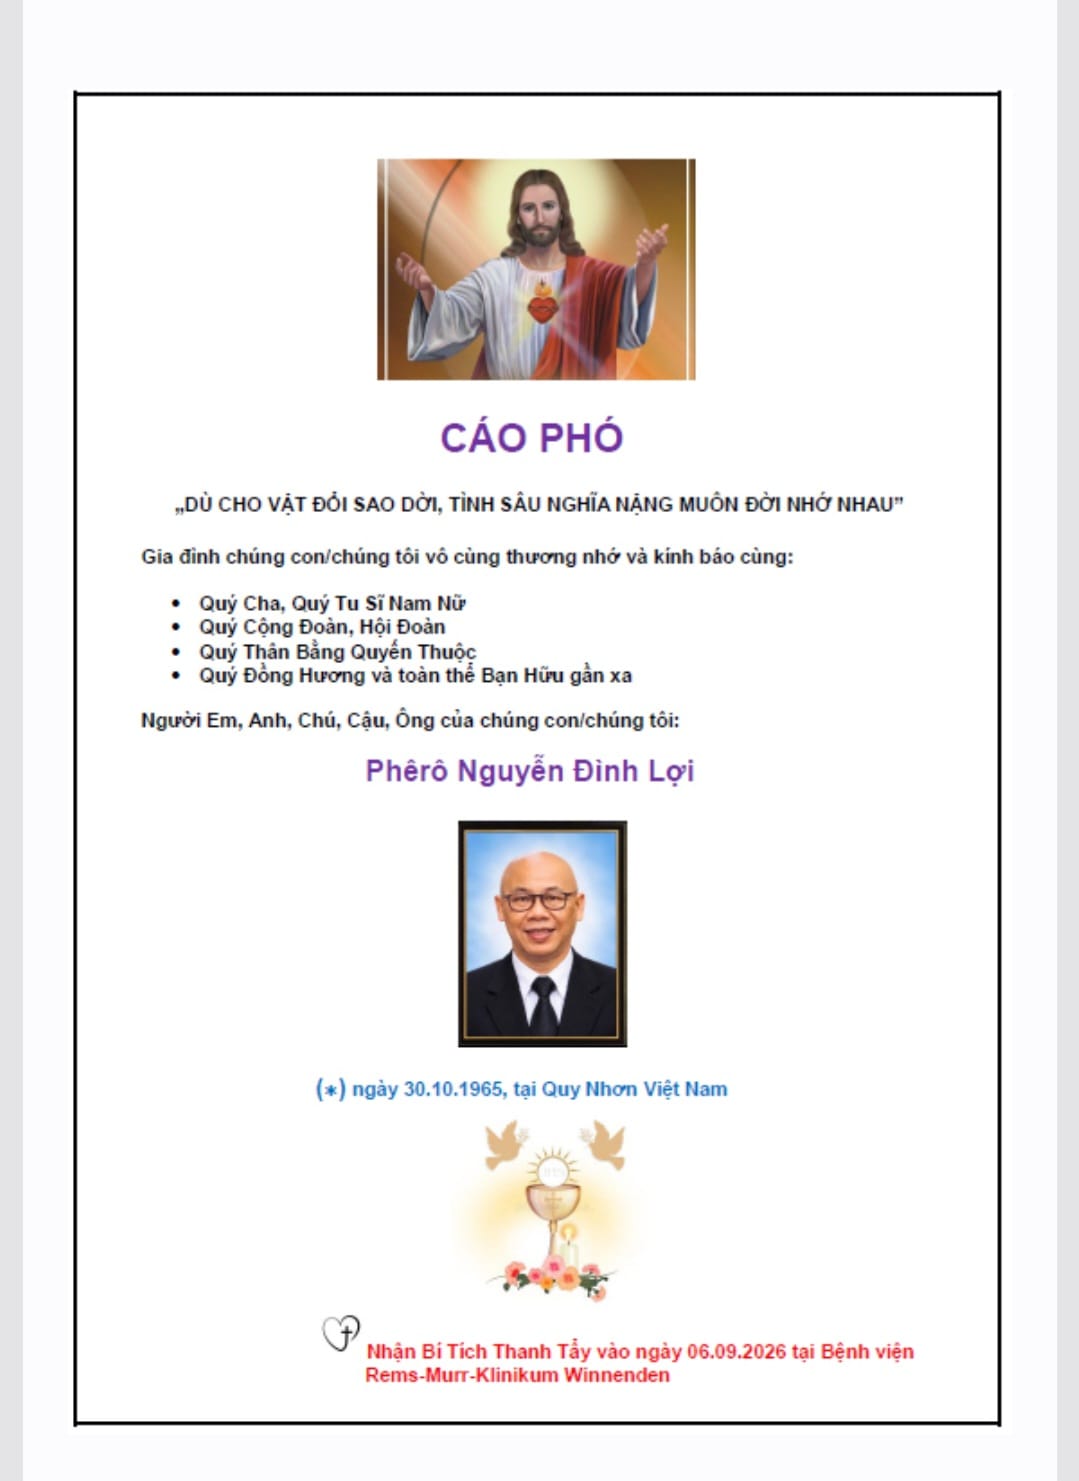 CÁO PHÓ
„DÙ CHO VẬT ĐỔI SAO DỜI, TÌNH SÂU NGHĨA NẶNG MUÔN ĐỜI NHỚ NHAU”
Gia đình chúng con/chúng tôi vô cùng thương nhớ và kính báo cùng:
• Quý Cha, Quý Tu Sĩ Nam Nữ
• Quý Cộng Đoàn, Hội Đoàn
• Quý Thân Bằng Quyến Thuộc
• Quý Đồng Hương và toàn thể Bạn Hữu gần xa
Người Em, Anh, Chú, Cậu, Ông của chúng con/chúng tôi:
Phêrô Nguyễn Đình Lợi
(*) ngày 30.10.1965, tại Quy Nhơn Việt Nam
Nhận Bí Tích Thanh Tẩy vào ngày 06.09.2026 tại Bệnh viện
Rems-Murr-Klinikum Winnenden